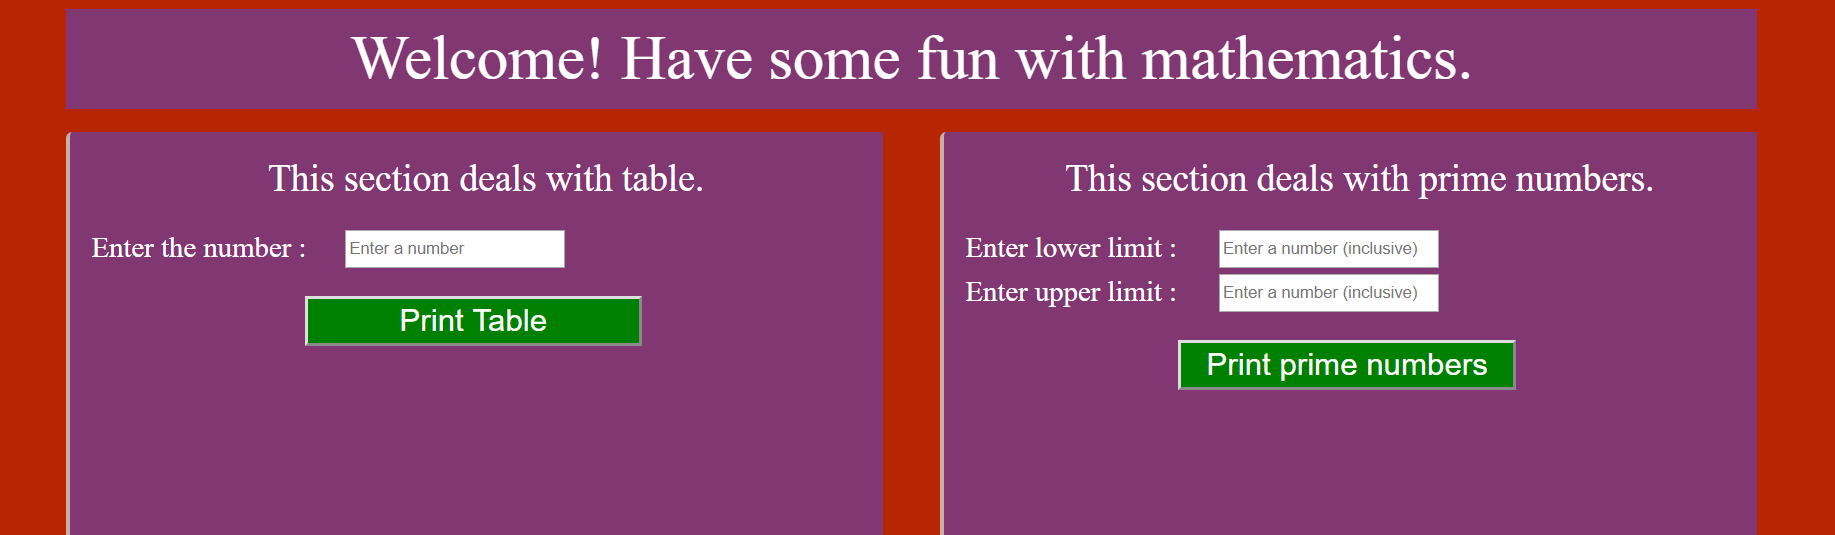 Welcome! Have some fun with mathematics.
This section deals with table.
Enter the number : Enter a number
Print Table
This section deals with prime numbers.
Enter lower limit : Enter a number (inclusive)
Enter upper limit : Enter a number (inclusive)
Print prime numbers